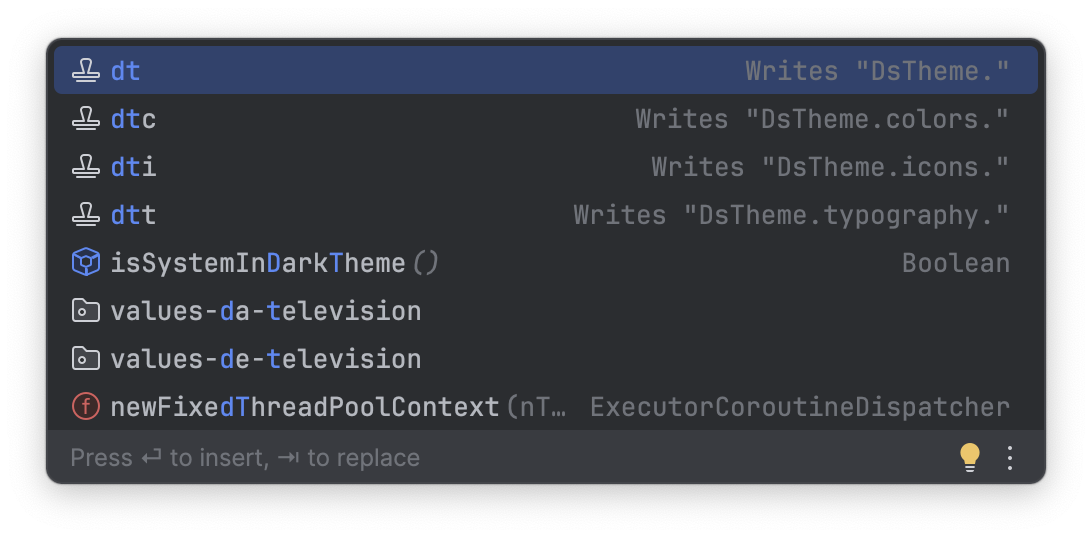 dt Writes "DsTheme."
dtc Writes "DsTheme.colors."
dti Writes "DsTheme.icons."
dtt Writes "DsTheme.typography."
isSystemInDarkTheme() Boolean
values-da-television
values-de-television
newFixedThreadPoolContext(nT… ExecutorCoroutineDispatcher
Press ⏎ to insert, ⇥ to replace